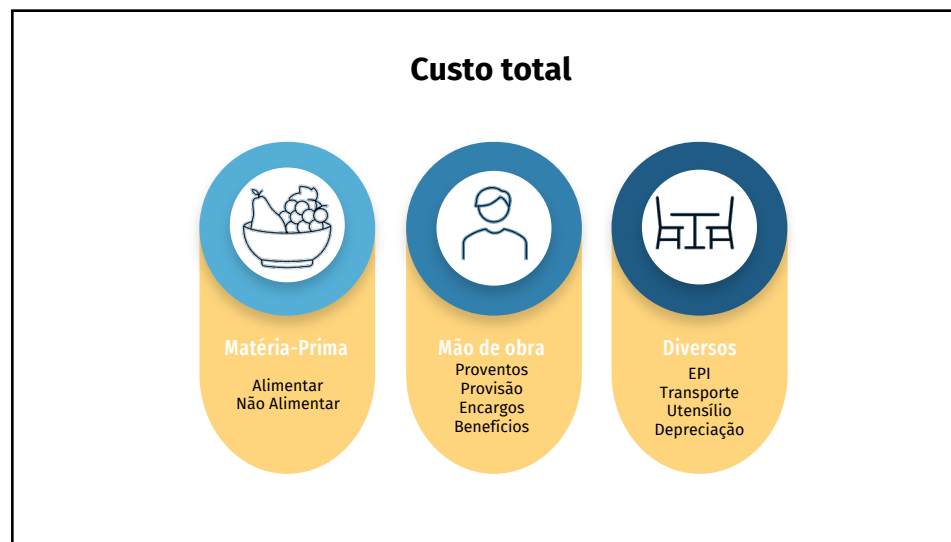 Custo total
Matéria-Prima
Alimentar
Não Alimentar
Mão de obra
Proventos
Provisão
Encargos
Benefícios
Diversos
EPI
Transporte
Utensílio
Depreciação